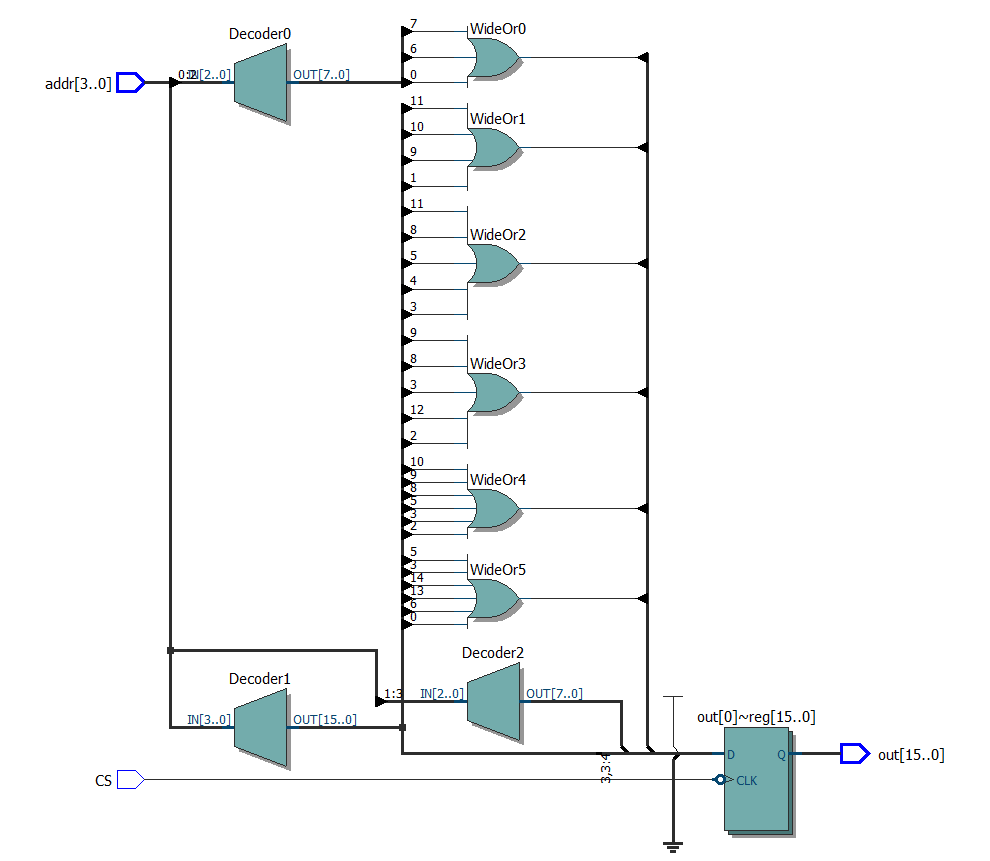 Decoder0
addr[3..0]
0:2
IN[2..0]
OUT[7..0]
7
6
0
WideOr0
11
10
9
1
WideOr1
11
8
5
4
3
WideOr2
9
8
3
12
2
WideOr3
10
9
8
5
3
2
WideOr4
5
3
14
13
6
0
WideOr5
Decoder2
1:3
IN[2..0]
OUT[7..0]
Decoder1
IN[3..0]
OUT[15..0]
3,3:4
out[0]~reg[15..0]
D
Q
CLK
out[15..0]
CS